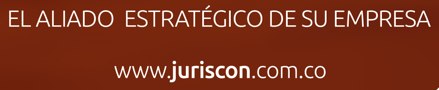 EL ALIADO ESTRATÉGICO DE SU EMPRESA
www.juriscon.com.co